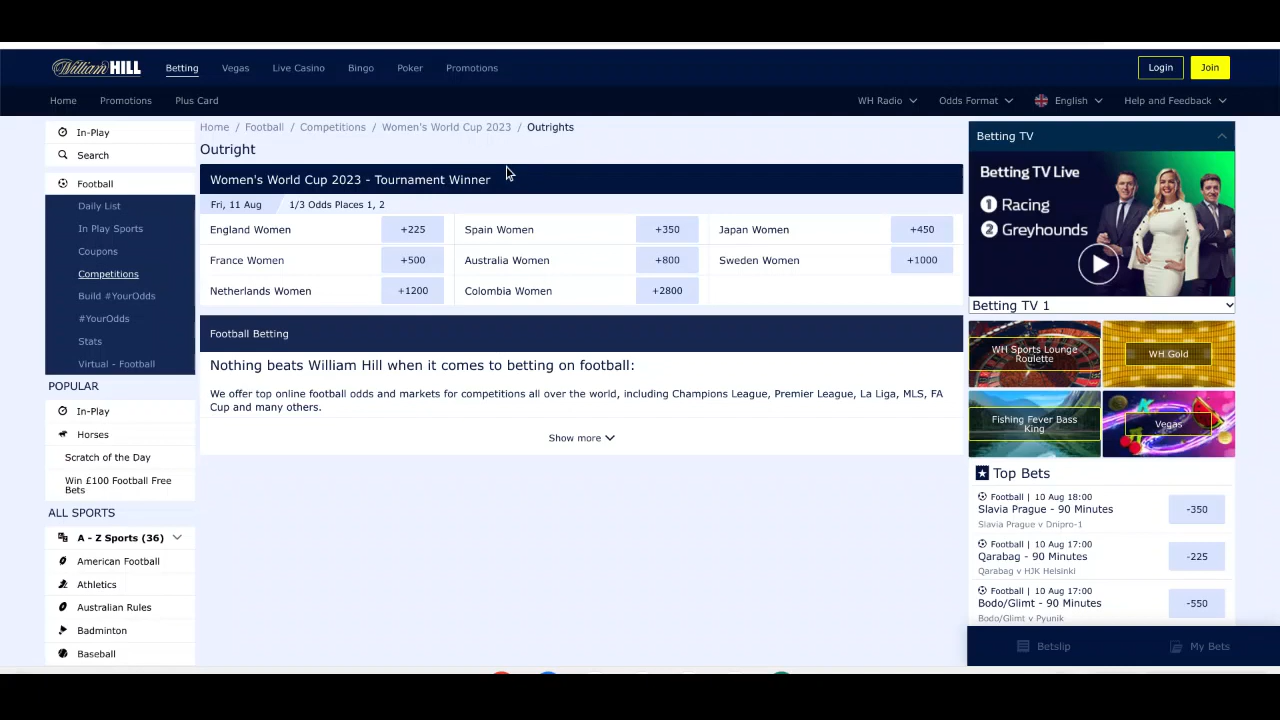 William HILL
Betting
Vegas
Live Casino
Bingo
Poker
Promotions
Login
Join
Home
Promotions
Plus Card
WH Radio
Odds Format
English
Help and Feedback
In-Play
Search
Football
Daily List
In Play Sports
Coupons
Competitions
Build #YourOdds
#YourOdds
Stats
Virtual - Football
POPULAR
In-Play
Horses
Scratch of the Day
Win £100 Football Free
Bets
ALL SPORTS
A - Z Sports (36)
American Football
Athletics
Australian Rules
Badminton
Baseball
Home / Football / Competitions / Women's World Cup 2023 / Outrights
Outright
Women's World Cup 2023 - Tournament Winner
Fri, 11 Aug 1/3 Odds Places 1, 2
England Women +225 Spain Women +350 Japan Women +450
France Women +500 Australia Women +800 Sweden Women +1000
Netherlands Women +1200 Colombia Women +2800
Football Betting
Nothing beats William Hill when it comes to betting on football:
We offer top online football odds and markets for competitions all over the world, including Champions League, Premier League, La Liga, MLS, FA
Cup and many others.
Show more
Betting TV
Betting TV Live
1 Racing
2 Greyhounds
Betting TV 1
WH Sports Lounge
Roulette
WH Gold
Fishing Fever Bass
King
Vegas
Top Bets
Football | 10 Aug 18:00
Slavia Prague - 90 Minutes -350
Slavia Prague v Dnipro-1
Football | 10 Aug 17:00
Qarabag - 90 Minutes -225
Qarabag v HJK Helsinki
Football | 10 Aug 17:00
Bodo/Glimt - 90 Minutes -550
Bodo/Glimt v Pyunik
Betslip
My Bets